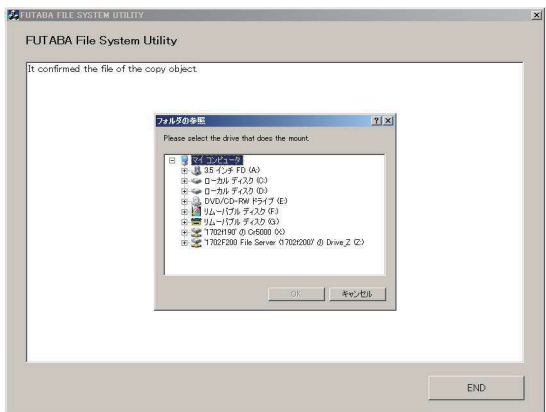 FUTABA FILE SYSTEM UTILITY
FUTABA File System Utility
It confirmed the file of the copy object.
フォルダの参照
Please select the drive that does the mount.
マイ コンピュータ
3.5 インチ FD (A:)
ローカル ディスク (C:)
ローカル ディスク (D:)
DVD/CD-RW ドライブ (E:)
リムーバブル ディスク (F:)
リムーバブル ディスク (G:)
'1702f190' の Cr5000 (X:)
'1702F200 File Server (1702f200)' の Drive_Z (Z:)
OK
キャンセル
END